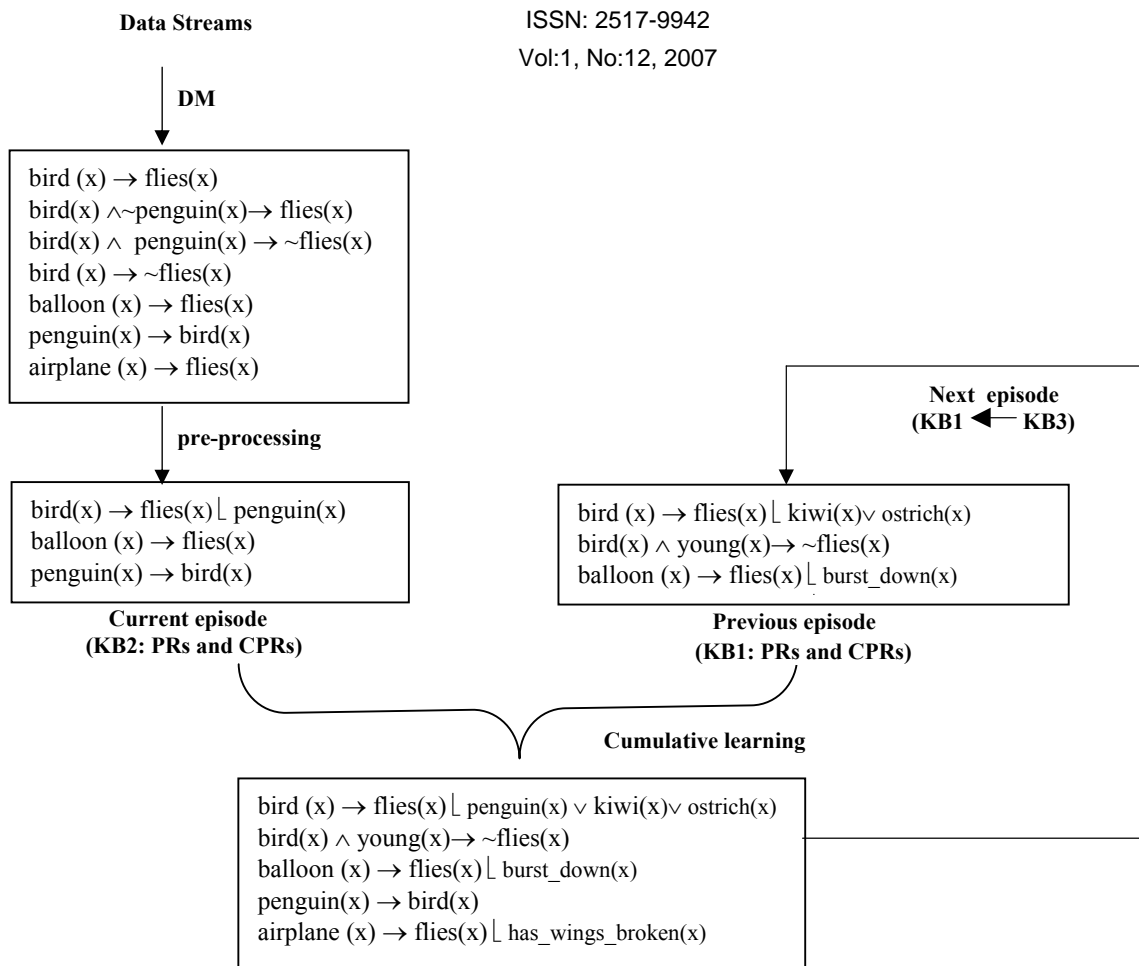 Data Streams
ISSN: 2517-9942
Vol:1, No:12, 2007
DM
bird (x) → flies(x)
bird(x) ∧~penguin(x)→ flies(x)
bird(x) ∧ penguin(x) → ~flies(x)
bird (x) → ~flies(x)
balloon (x) → flies(x)
penguin(x) → bird(x)
airplane (x) → flies(x)
pre-processing
Next episode
(KB1 ← KB3)
bird(x) → flies(x)⌊ penguin(x)
balloon (x) → flies(x)
penguin(x) → bird(x)
Current episode
(KB2: PRs and CPRs)
bird (x) → flies(x)⌊ kiwi(x)∨ ostrich(x)
bird(x) ∧ young(x)→ ~flies(x)
balloon (x) → flies(x)⌊ burst_down(x)
Previous episode
(KB1: PRs and CPRs)
Cumulative learning
bird (x) → flies(x)⌊ penguin(x) ∨ kiwi(x)∨ ostrich(x)
bird(x) ∧ young(x)→ ~flies(x)
balloon (x) → flies(x)⌊ burst_down(x)
penguin(x) → bird(x)
airplane (x) → flies(x)⌊ has_wings_broken(x)